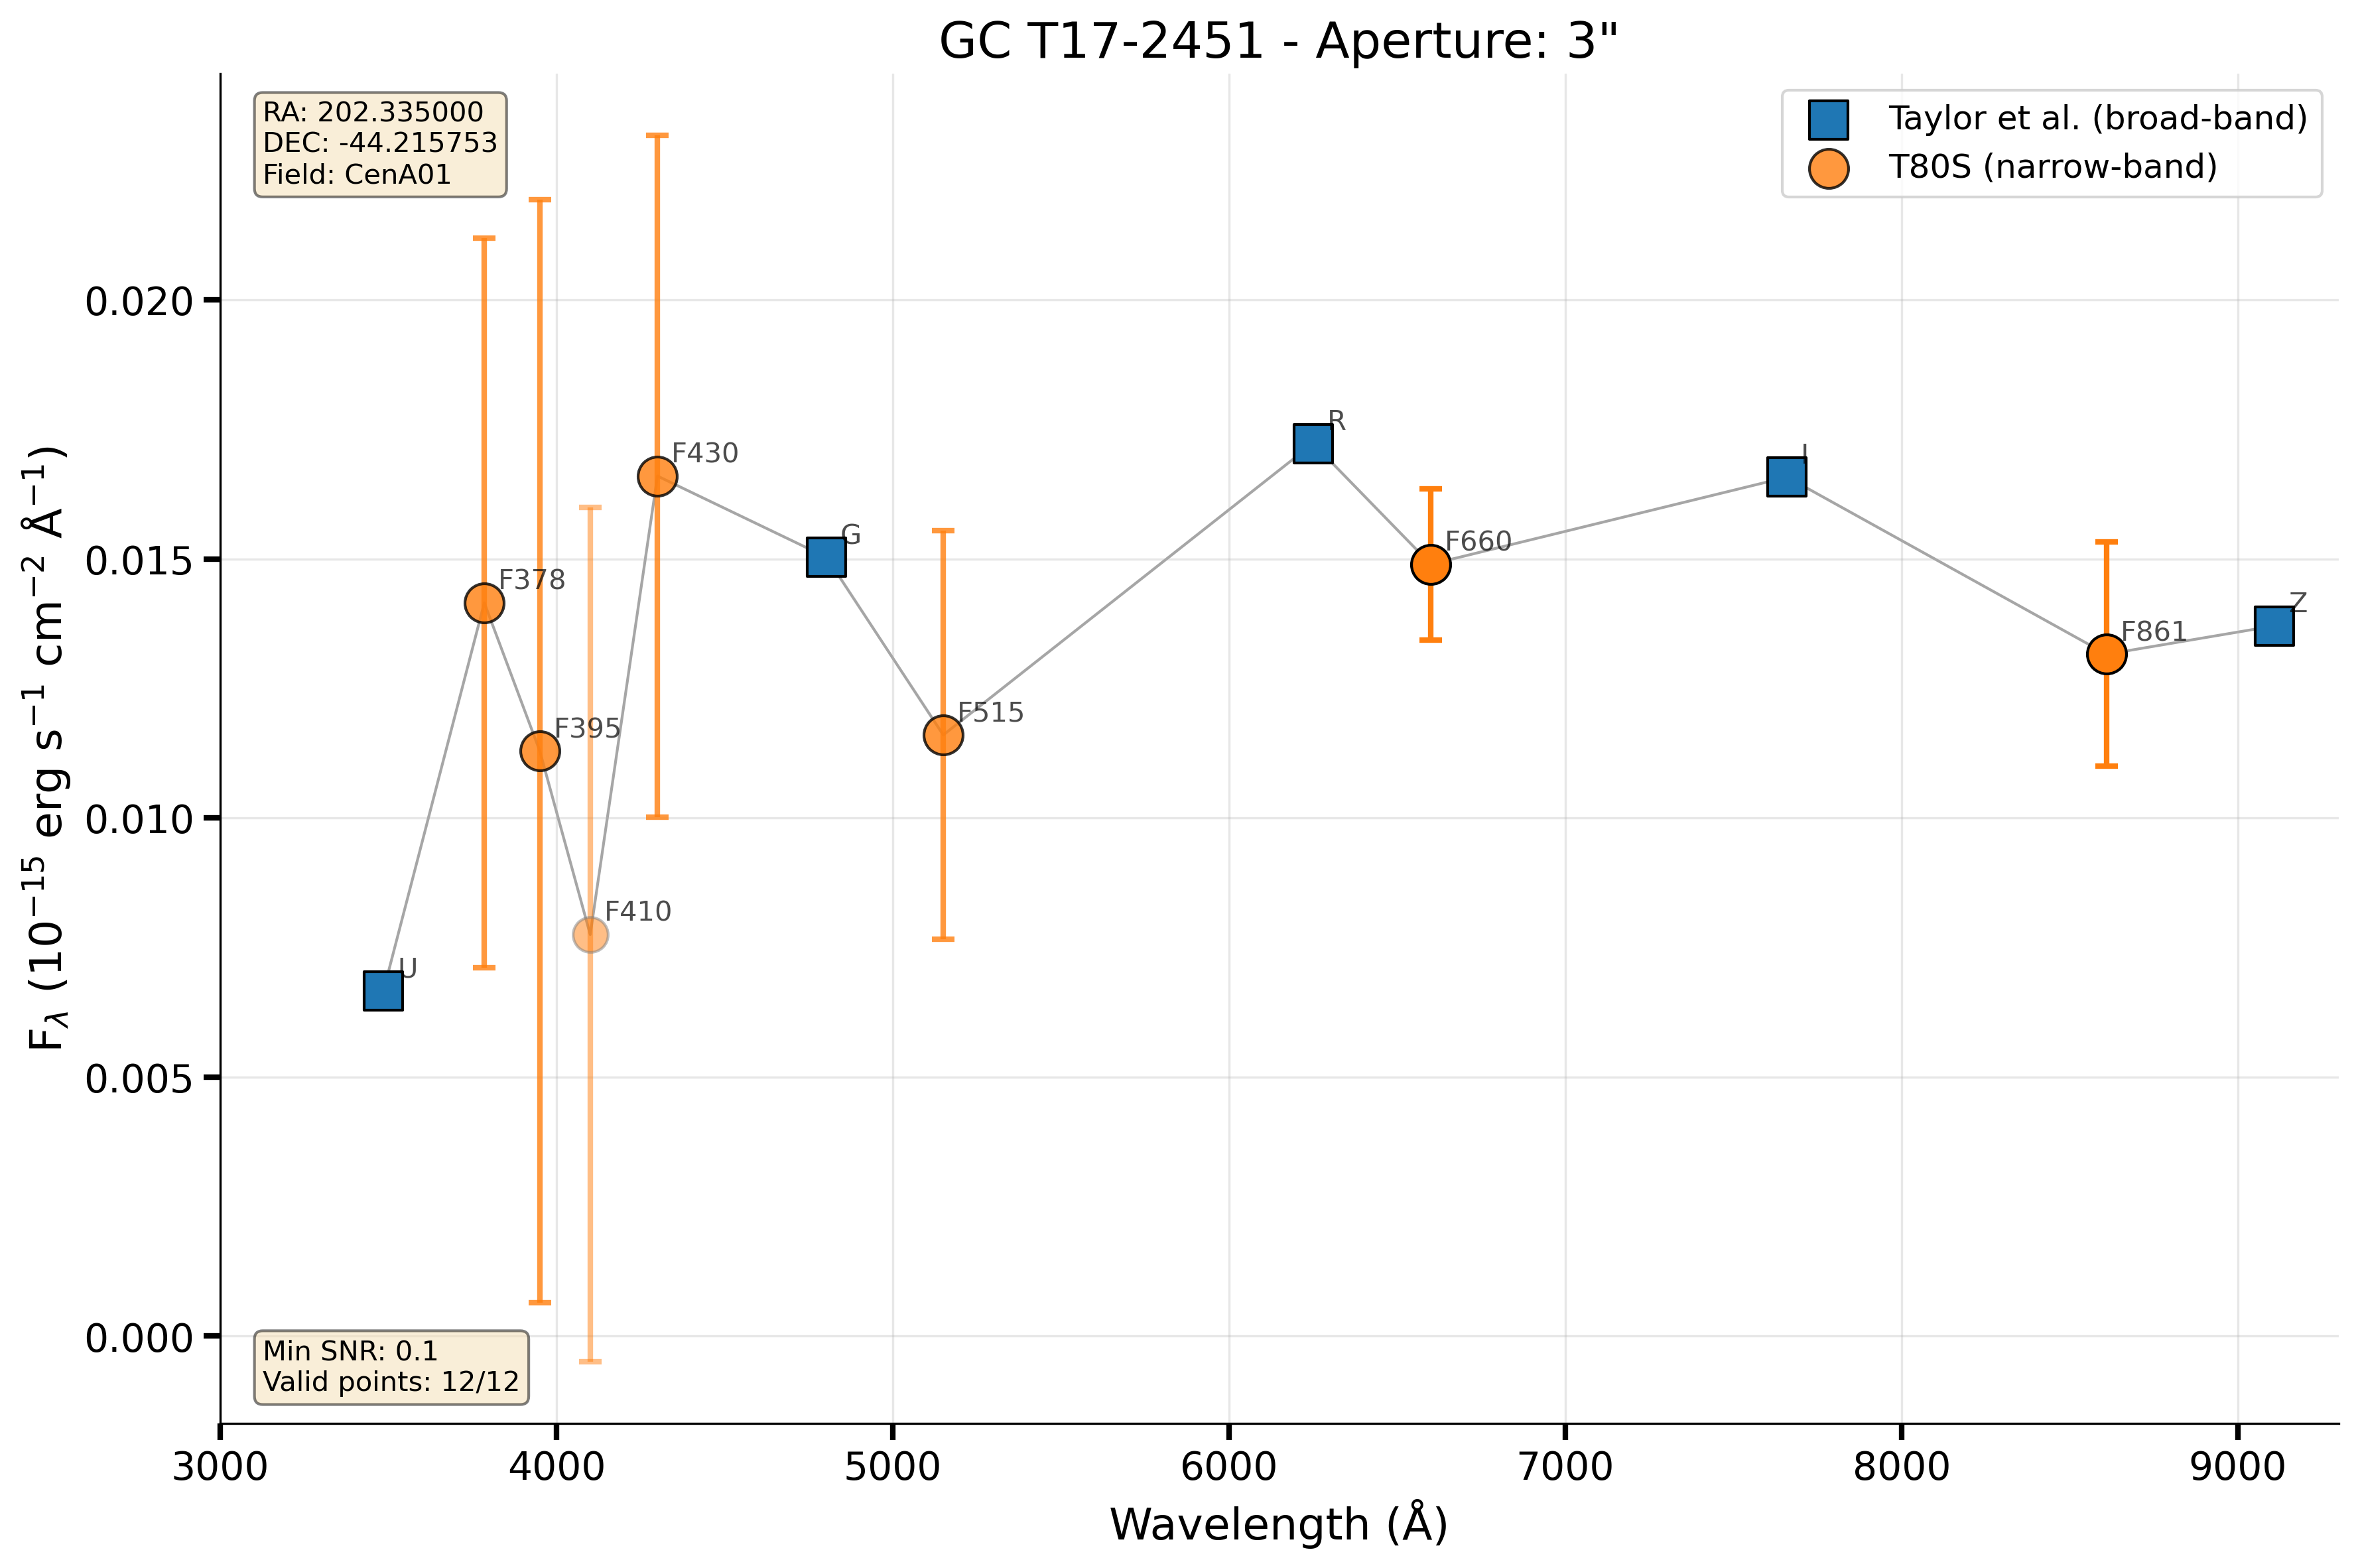 GC T17-2451 - Aperture: 3"
RA: 202.335000
DEC: -44.215753
Field: CenA01
Taylor et al. (broad-band)
T80S (narrow-band)
F_λ (10⁻¹⁵ erg s⁻¹ cm⁻² Å⁻¹)
0.020
0.015
0.010
0.005
0.000
U
F378
F395
F410
F430
G
F515
R
F660
I
F861
Z
Min SNR: 0.1
Valid points: 12/12
3000 4000 5000 6000 7000 8000 9000
Wavelength (Å)